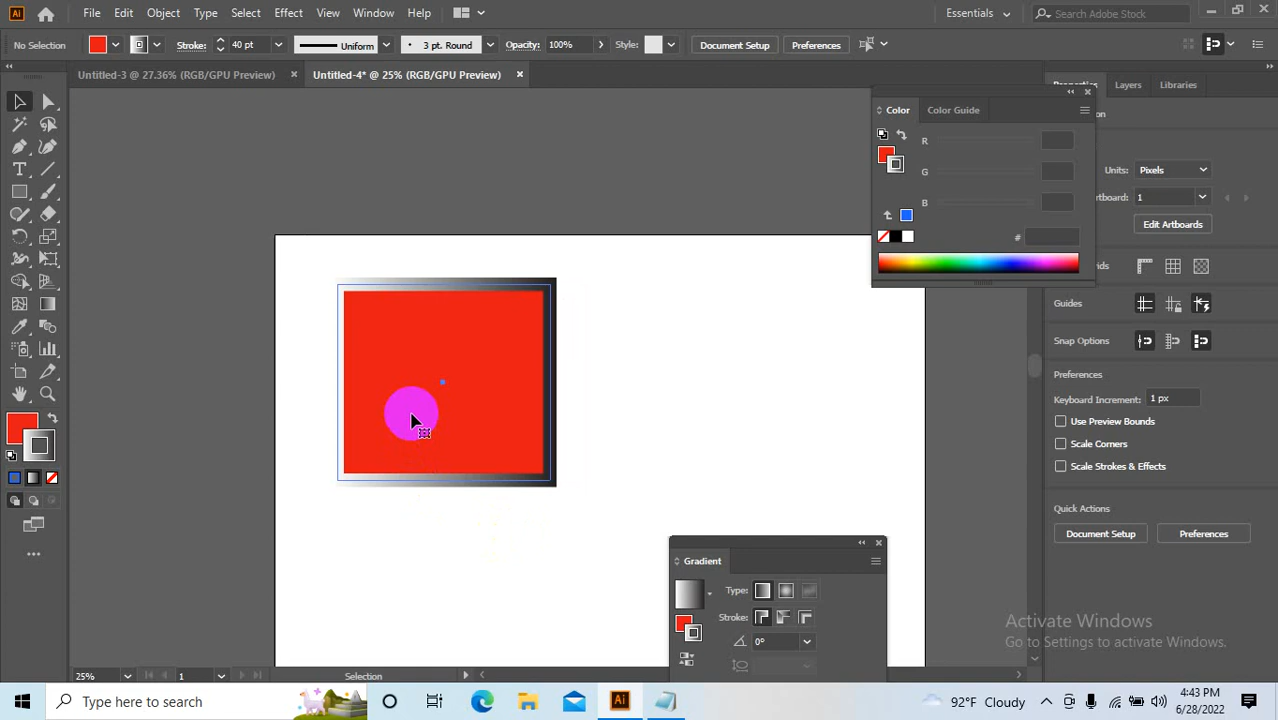 Ai File Edit Object Type Select Effect View Window Help Essentials Search Adobe Stock
No Selection Stroke: 40 pt Uniform 3 pt. Round Opacity: 100% Style: Document Setup Preferences
Untitled-3 @ 27.36% (RGB/GPU Preview) Untitled-4* @ 25% (RGB/GPU Preview)
Layers Libraries
Color Color Guide
R
G
B
#
Units: Pixels
1
Edit Artboards
Guides
Snap Options
Preferences
Keyboard Increment: 1 px
Use Preview Bounds
Scale Corners
Scale Strokes & Effects
Quick Actions
Document Setup Preferences
Gradient
Type:
Stroke:
0°
Activate Windows
Go to Settings to activate Windows.
25% 1 Selection
Type here to search Ai 92°F Cloudy 4:43 PM
6/28/2022